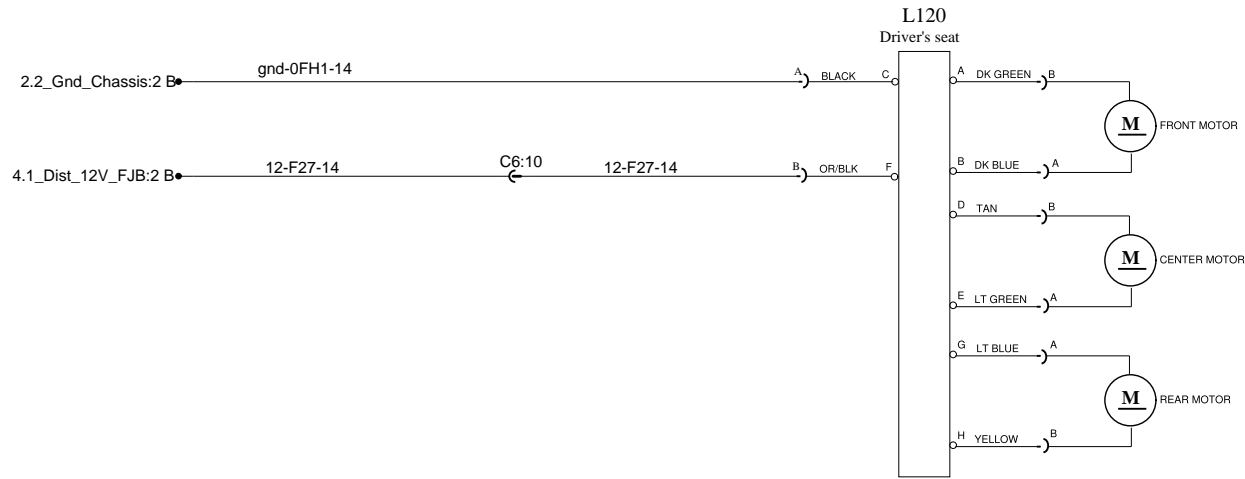 L120
Driver's seat
2.2_Gnd_Chassis:2 B
gnd-0FH1-14
A
BLACK
C
A
DK GREEN
B
M
FRONT MOTOR
4.1_Dist_12V_FJB:2 B
12-F27-14
C6:10
12-F27-14
B
OR/BLK
F
B
DK BLUE
A
D
TAN
B
M
CENTER MOTOR
E
LT GREEN
A
G
LT BLUE
A
M
REAR MOTOR
H
YELLOW
B